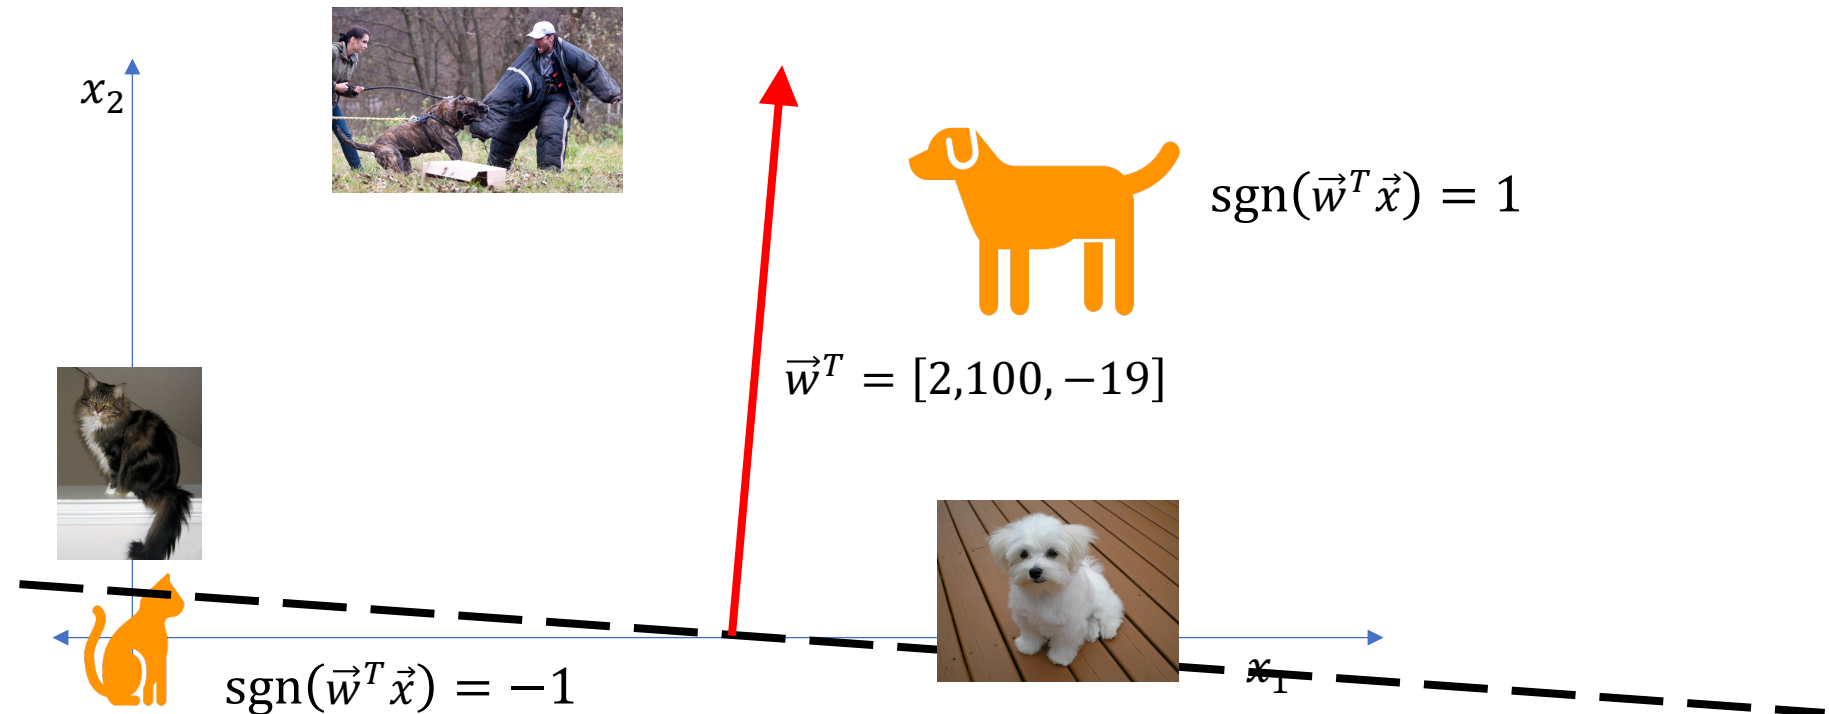 x₂
sgn(w⃗ᵀx⃗) = 1
w⃗ᵀ = [2,100, −19]
x₁
sgn(w⃗ᵀx⃗) = −1